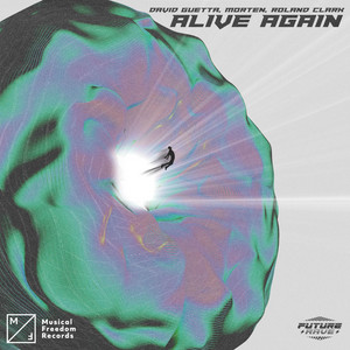 DAVID GUETTA, MORTEN, ROLAND CLARK
ALIVE AGAIN
M
F
Musical
Freedom
Records
FUTURE
RAVE